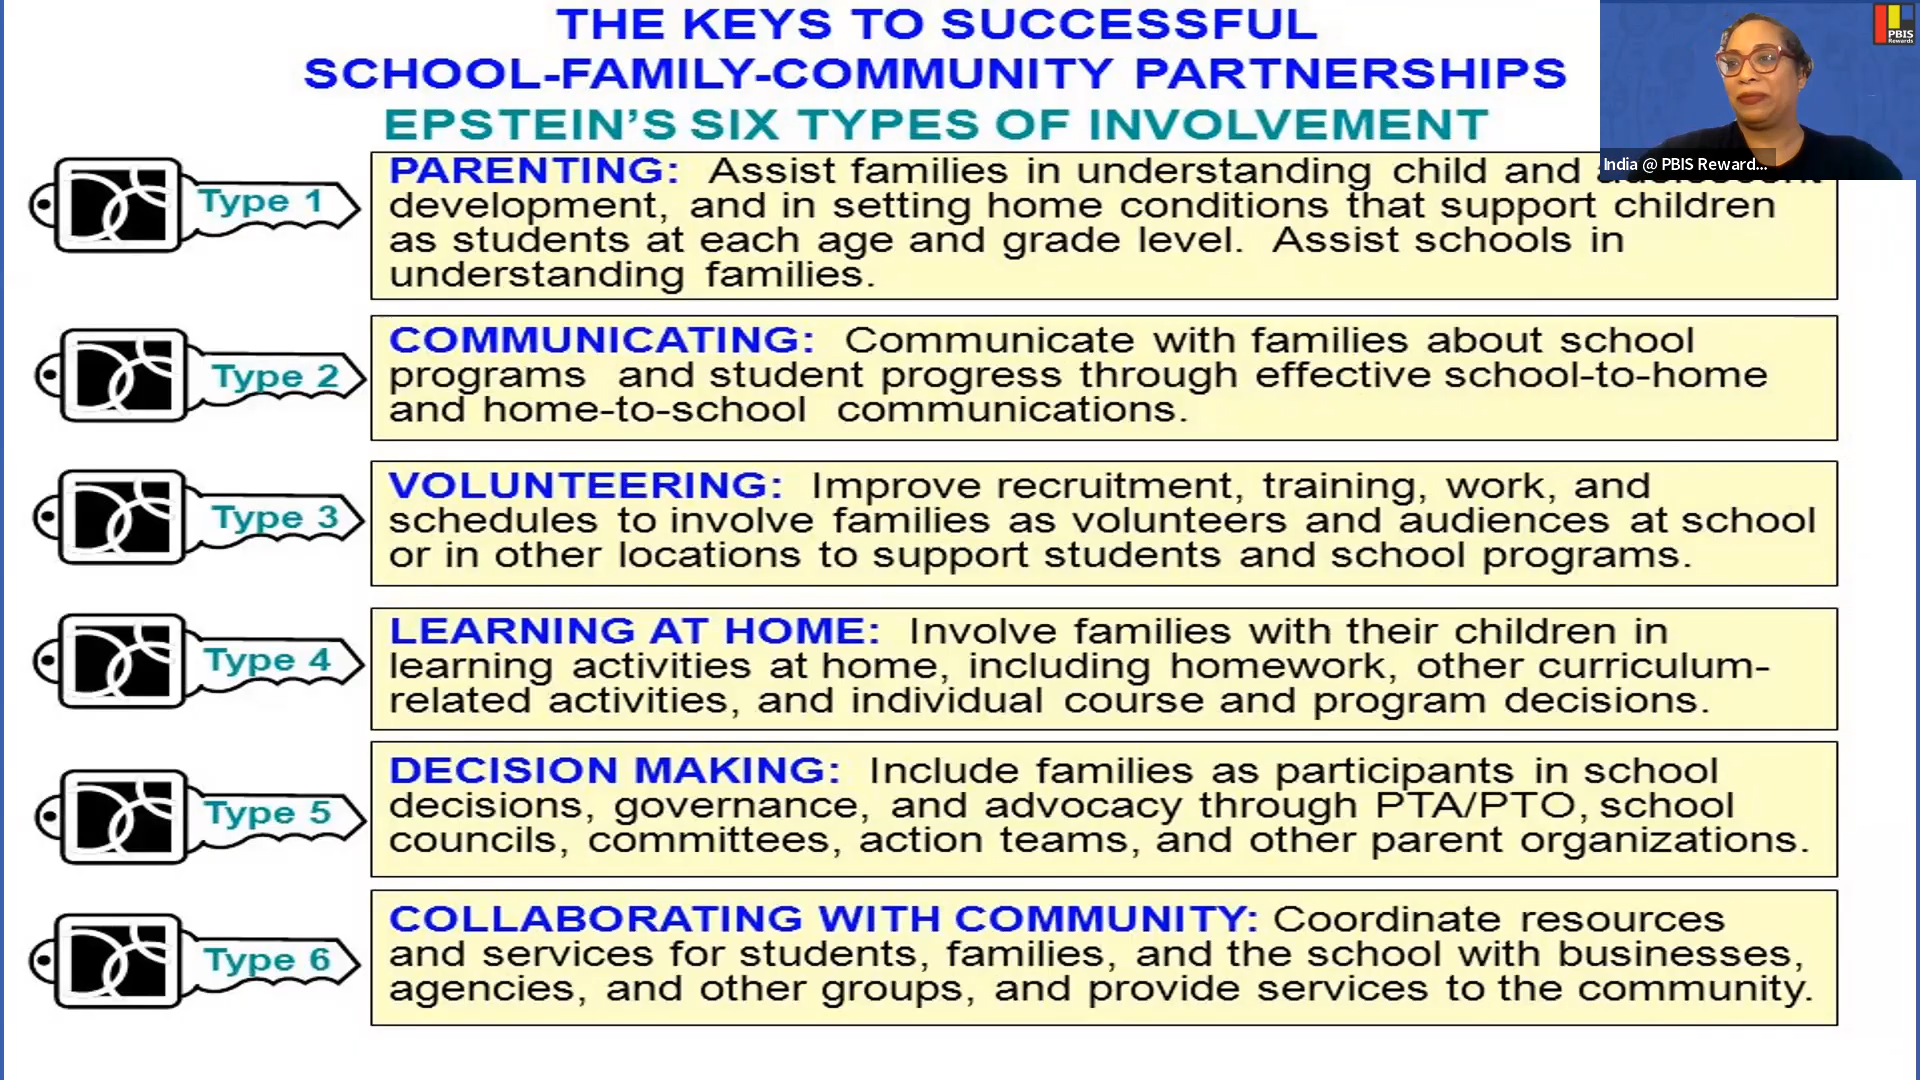 THE KEYS TO SUCCESSFUL
SCHOOL-FAMILY-COMMUNITY PARTNERSHIPS
EPSTEIN'S SIX TYPES OF INVOLVEMENT
PBIS
Rewards
India @ PBIS Reward...
Type 1
PARENTING: Assist families in understanding child and
development, and in setting home conditions that support children
as students at each age and grade level. Assist schools in
understanding families.
Type 2
COMMUNICATING: Communicate with families about school
programs and student progress through effective school-to-home
and home-to-school communications.
Type 3
VOLUNTEERING: Improve recruitment, training, work, and
schedules to involve families as volunteers and audiences at school
or in other locations to support students and school programs.
Type 4
LEARNING AT HOME: Involve families with their children in
learning activities at home, including homework, other curriculum-
related activities, and individual course and program decisions.
Type 5
DECISION MAKING: Include families as participants in school
decisions, governance, and advocacy through PTA/PTO, school
councils, committees, action teams, and other parent organizations.
Type 6
COLLABORATING WITH COMMUNITY: Coordinate resources
and services for students, families, and the school with businesses,
agencies, and other groups, and provide services to the community.